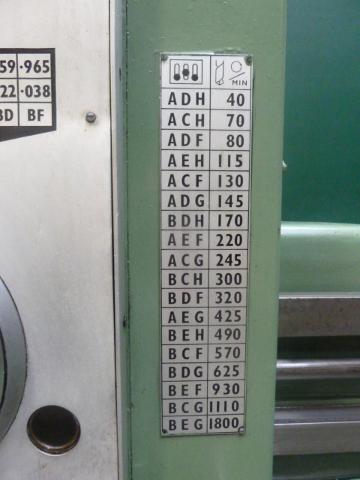 59 .965
22 .038
BD BF
MIN
ADH 40
ACH 70
ADF 80
AEH 115
ACF 130
ADG 145
BDH 170
AEF 220
ACG 245
BCH 300
BDF 320
AEG 425
BEH 490
BCF 570
BDG 625
BEF 930
BCG 1110
BEG 1800